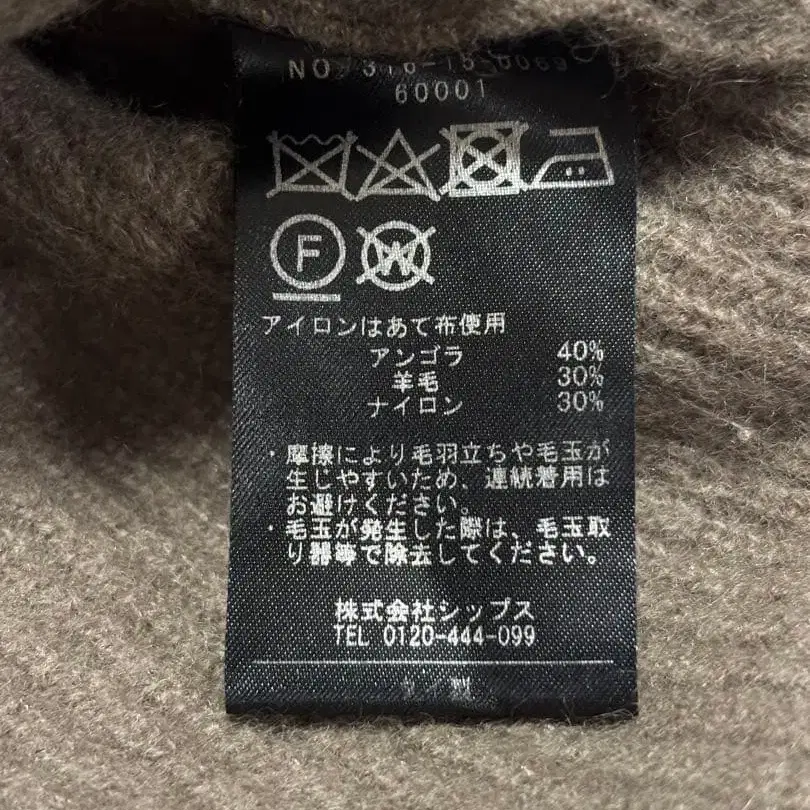 60001
F
W
アイロンはあて布使用
アンゴラ 40%
羊毛 30%
ナイロン 30%
・摩擦により毛羽立ちや毛玉が
生じやすいため、連続着用は
お避けください。
・毛玉が発生した際は、毛玉取
り器等で除去してください。
株式会社シップス
TEL 0120-444-099